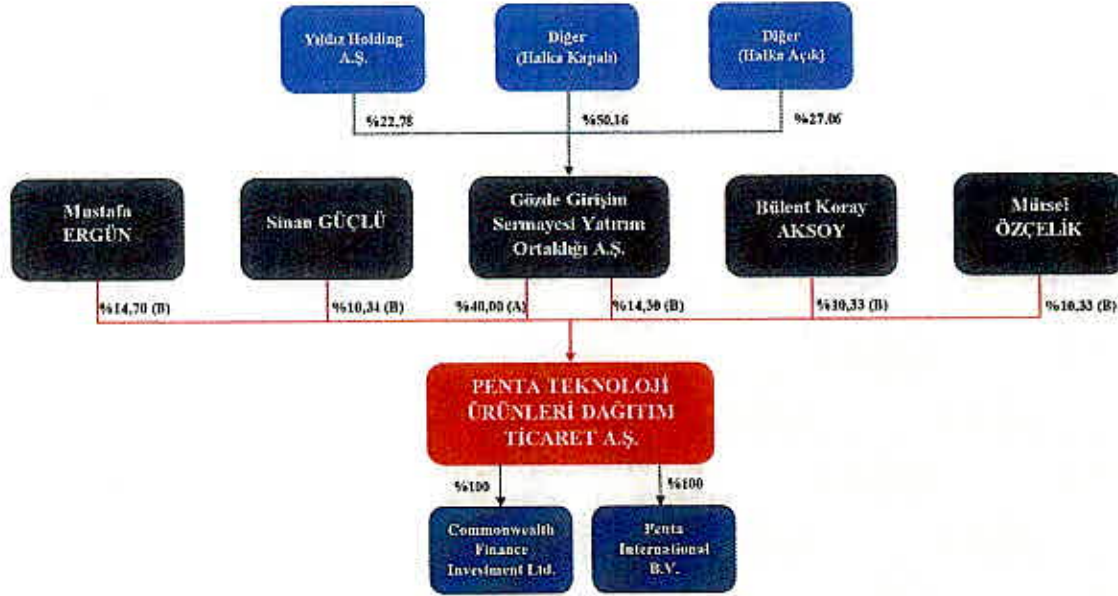 Yıldız Holding
A.Ş.
Diğer
(Halka Kapalı)
Diğer
(Halka Açık)
%22,78
%50,16
%27,06
Mustafa
ERGÜN
Sinan GÜÇLÜ
Gözde Girişim
Sermayesi Yatırım
Ortaklığı A.Ş.
Bülent Koray
AKSOY
Mürsel
ÖZÇELİK
%14,70 (B)
%10,34 (B)
%40,00 (A)
%14,30 (B)
%10,33 (B)
%10,33 (B)
PENTA TEKNOLOJİ
ÜRÜNLERİ DAĞITIM
TİCARET A.Ş.
%100
%100
Commonwealth
Finance
Investment Ltd.
Penta
International
B.V.